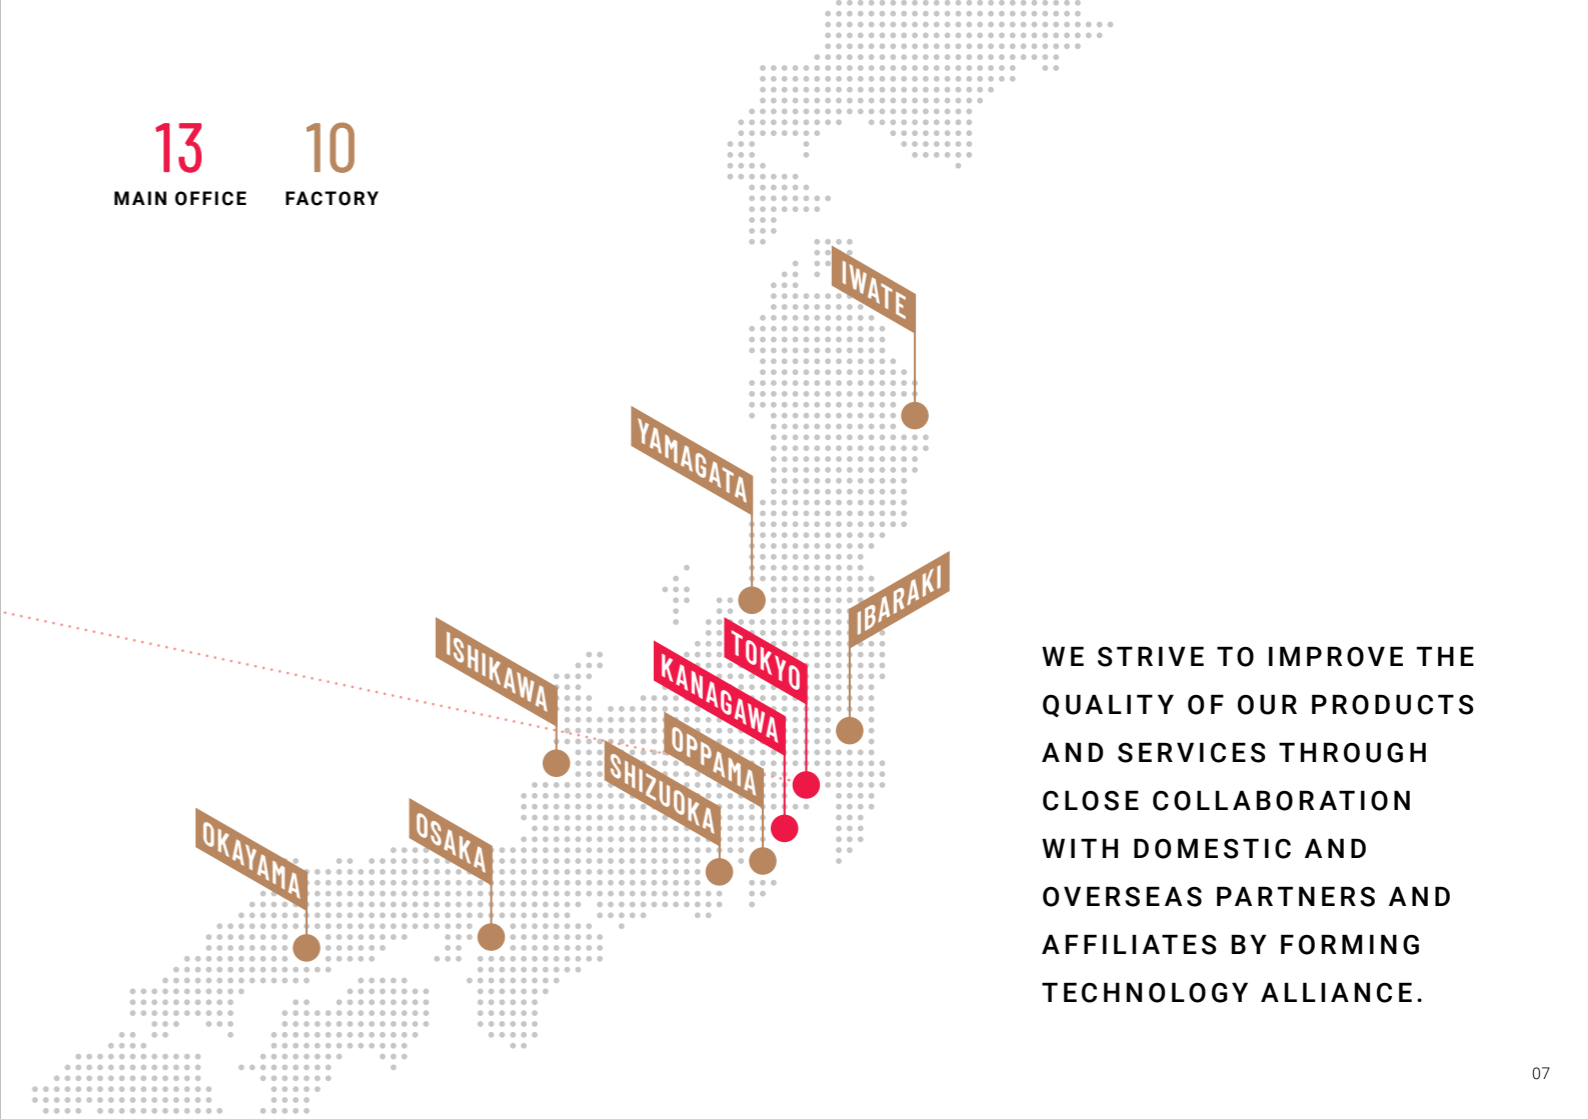 13
MAIN OFFICE
10
FACTORY
IWATE
YAMAGATA
IBARAKI
TOKYO
ISHIKAWA
KANAGAWA
OPPAMA
SHIZUOKA
OSAKA
OKAYAMA
WE STRIVE TO IMPROVE THE
QUALITY OF OUR PRODUCTS
AND SERVICES THROUGH
CLOSE COLLABORATION
WITH DOMESTIC AND
OVERSEAS PARTNERS AND
AFFILIATES BY FORMING
TECHNOLOGY ALLIANCE.
07